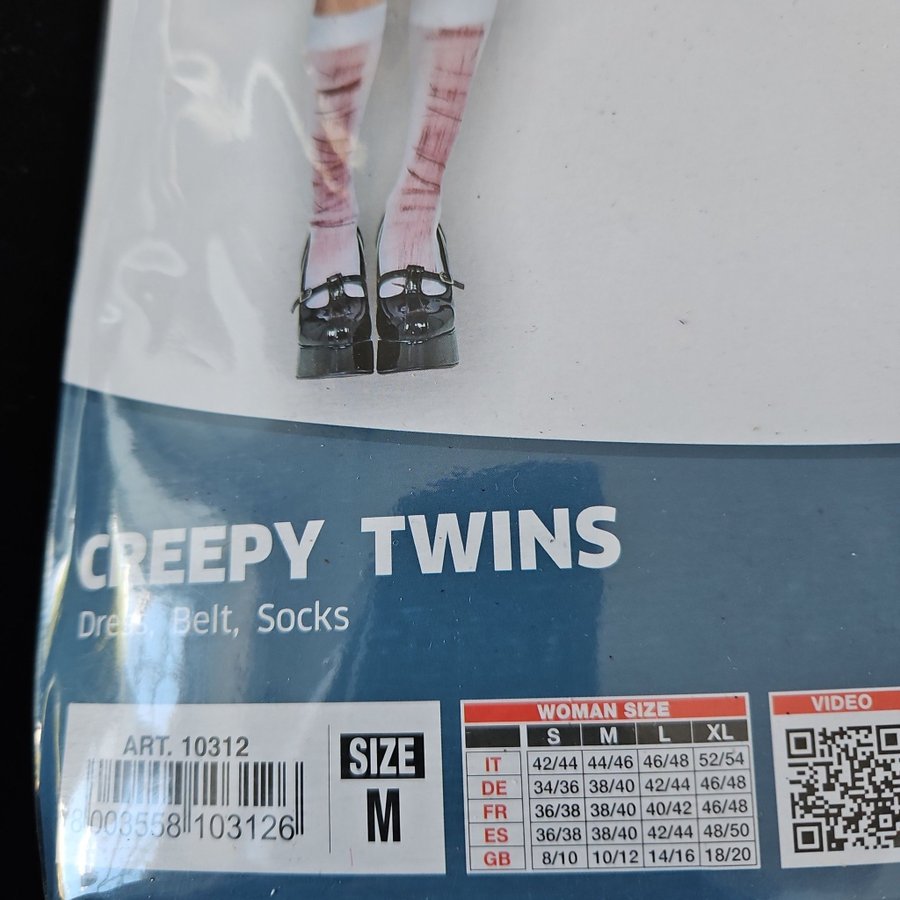 CREEPY TWINS
Dress, Belt, Socks
ART. 10312
8 003558 103126
SIZE
M
WOMAN SIZE
S M L XL
IT 42/44 44/46 46/48 52/54
DE 34/36 38/40 42/44 46/48
FR 36/38 38/40 40/42 46/48
ES 36/38 38/40 42/44 48/50
GB 8/10 10/12 14/16 18/20
VIDEO